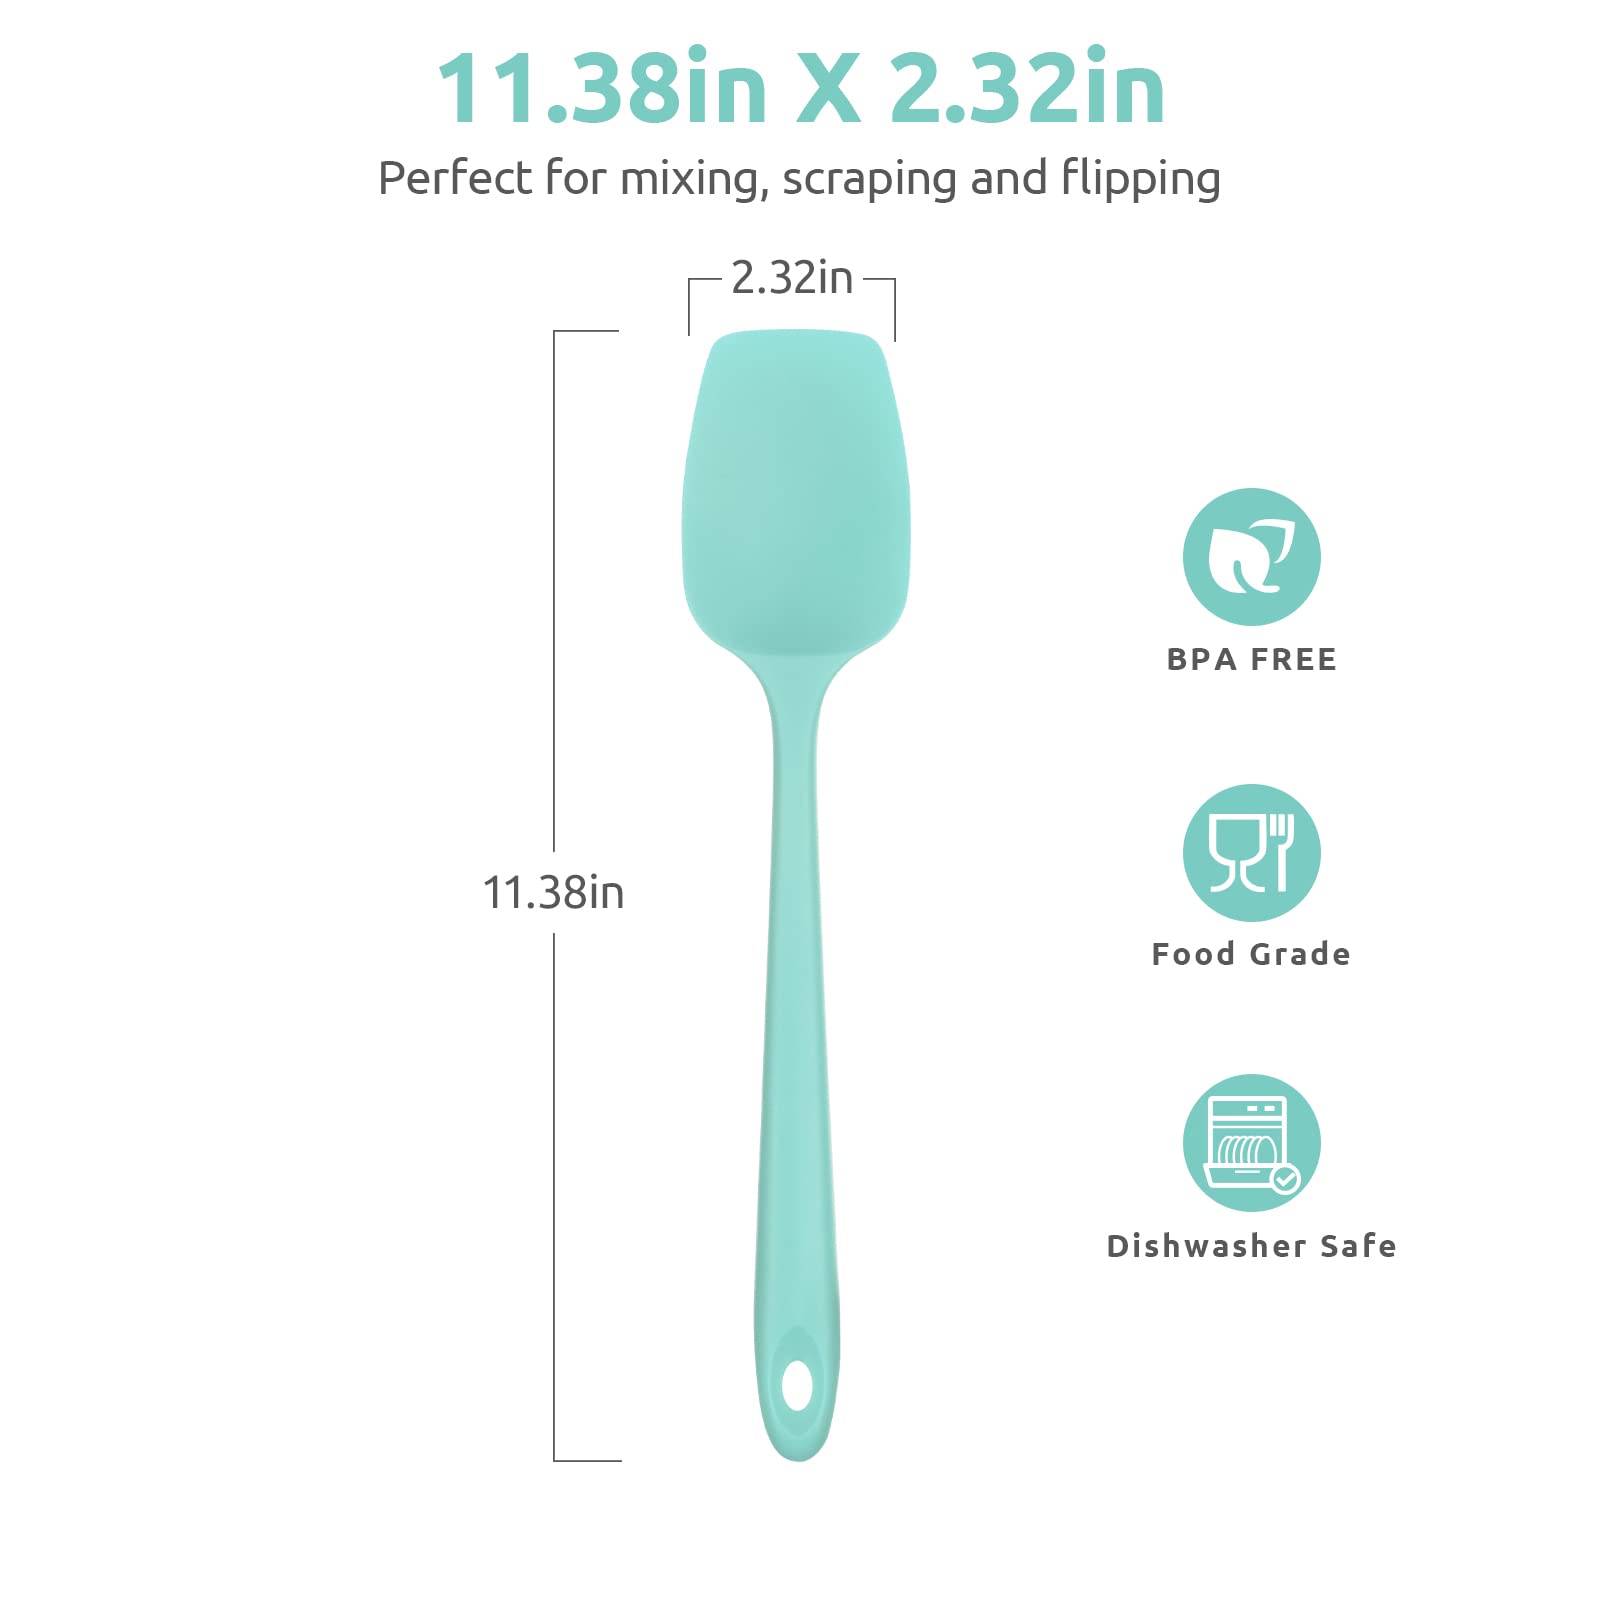 11.38in X 2.32in
Perfect for mixing, scraping and flipping
2.32in
11.38in
BPA FREE
Food Grade
Dishwasher Safe